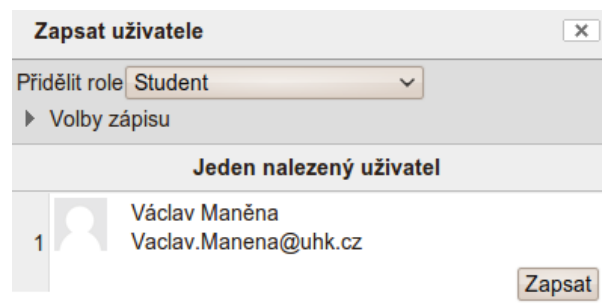 Zapsat uživatele
Přidělit role Student
Volby zápisu
Jeden nalezený uživatel
1
Václav Maněna
Vaclav.Manena@uhk.cz
Zapsat